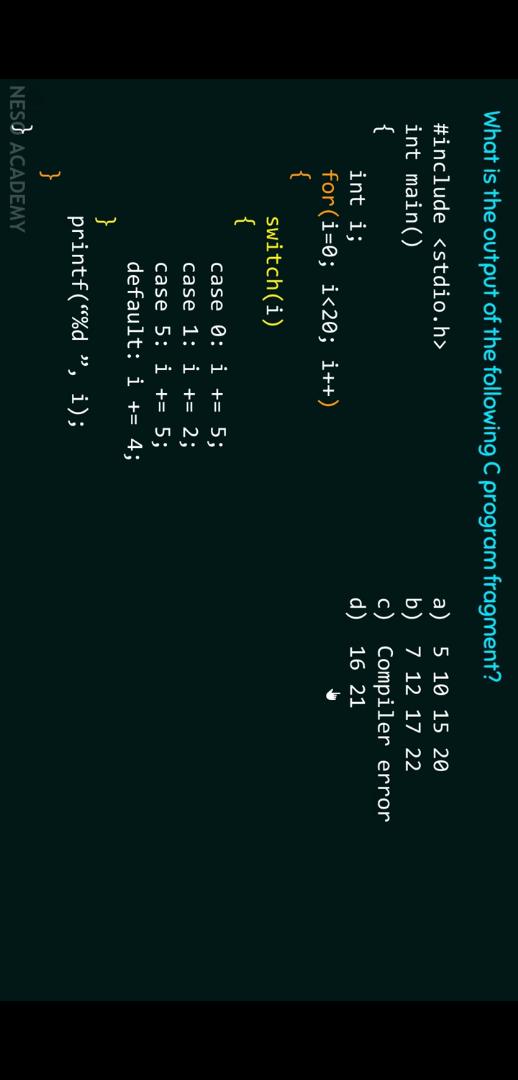 What is the output of the following C program fragment?
#include <stdio.h>
int main()
{
int i;
for(i=0; i<20; i++)
{
switch(i)
{
case 0: i += 5;
case 1: i += 2;
case 5: i += 5;
default: i += 4;
}
printf(“%d ”, i);
}
}
a) 5 10 15 20
b) 7 12 17 22
c) Compiler error
d) 16 21
NESO ACADEMY